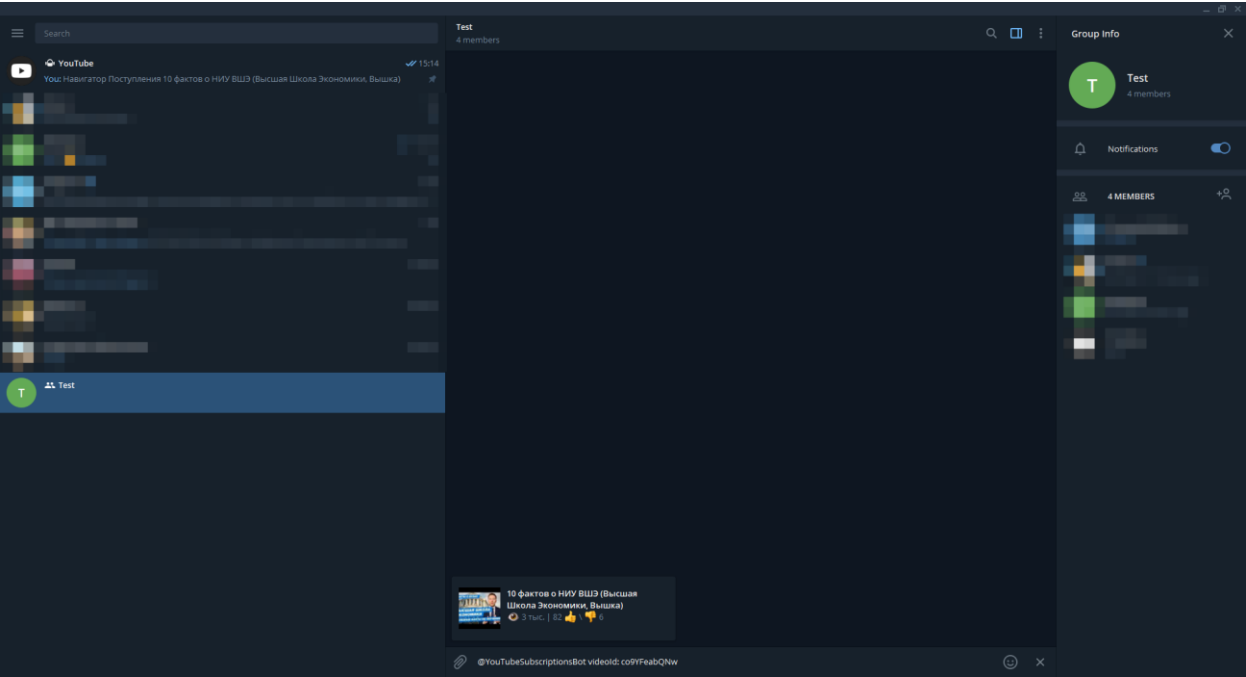 Search
YouTube
15:14
You: Навигатор Поступления 10 фактов о НИУ ВШЭ (Высшая Школа Экономики, Вышка)
T
Test
Test
4 members
10 фактов о НИУ ВШЭ (Высшая
Школа Экономики, Вышка)
3 тыс. | 82 👍 \ 👎 6
@YouTubeSubscriptionsBot videoId: co9YFeabQNw
Group Info
T
Test
4 members
Notifications
4 MEMBERS